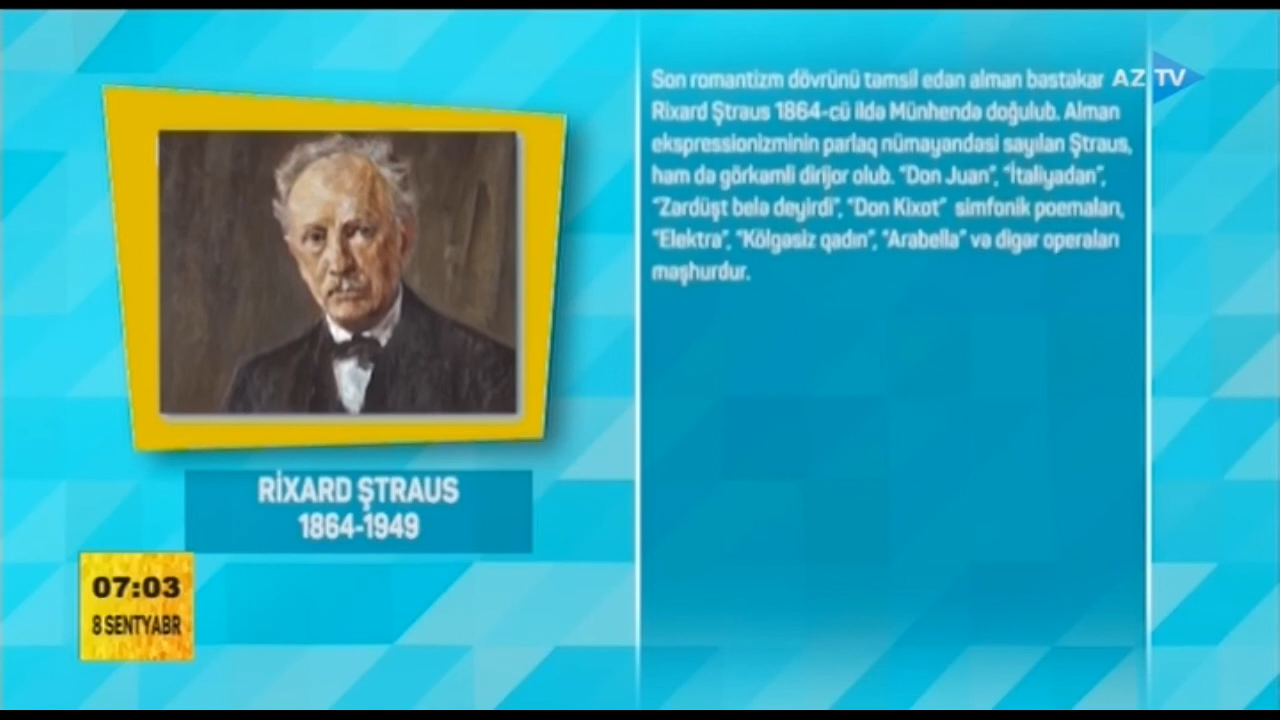 AZ TV
Son romantizm dövrünü təmsil edən alman bəstəkar
Rixard Ştraus 1864-cü ildə Münhendə doğulub. Alman
ekspressionizminin parlaq nümayəndəsi sayılan Ştraus,
həm də görkəmli dirijor olub. “Don Juan”, “İtaliyadan”,
“Zərdüşt belə deyirdi”, “Don Kixot” simfonik poemaları,
“Elektra”, “Kölgəsiz qadın”, “Arabella” və digər operaları
məşhurdur.
RİXARD ŞTRAUS
1864-1949
07:03
8 SENTYABR